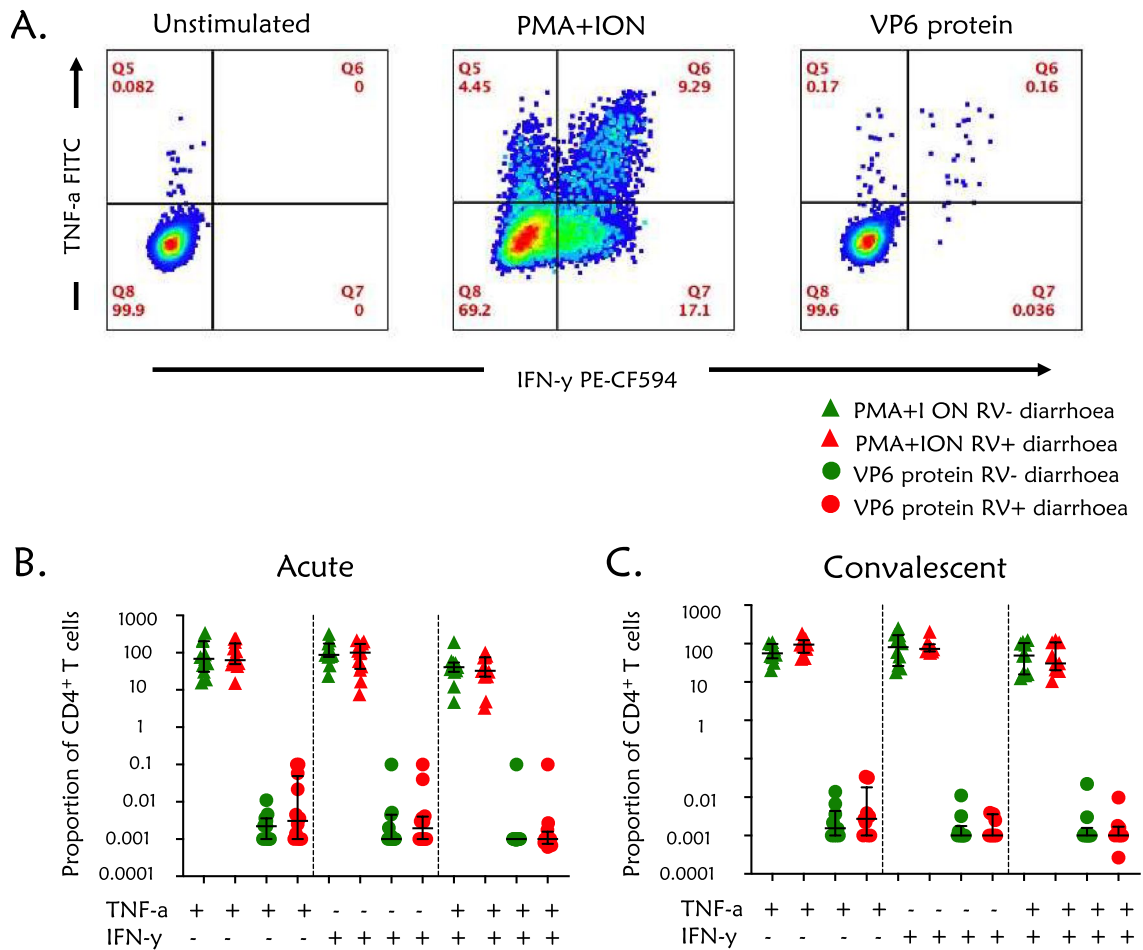 A.
Unstimulated PMA+ION VP6 protein
Q5 Q6 Q5 Q6 Q5 Q6
0.082 0 4.45 9.29 0.17 0.16
TNF-a FITC
Q8 Q7 Q8 Q7 Q8 Q7
99.9 0 69.2 17.1 99.6 0.036
IFN-y PE-CF594
PMA+I ON RV- diarrhoea
PMA+ION RV+ diarrhoea
VP6 protein RV- diarrhoea
VP6 protein RV+ diarrhoea
B.
Acute
Proportion of CD4+ T cells
1000
100
10
1
0.1
0.01
0.001
0.0001
TNF-a + + + + - - - - + + + +
IFN-y - - - - + + + + + + + +
C.
Convalescent
Proportion of CD4+ T cells
1000
100
10
1
0.01
0.001
0.0001
TNF-a + + + + - - - - + + + +
IFN-y - - - - + + + + + + + +